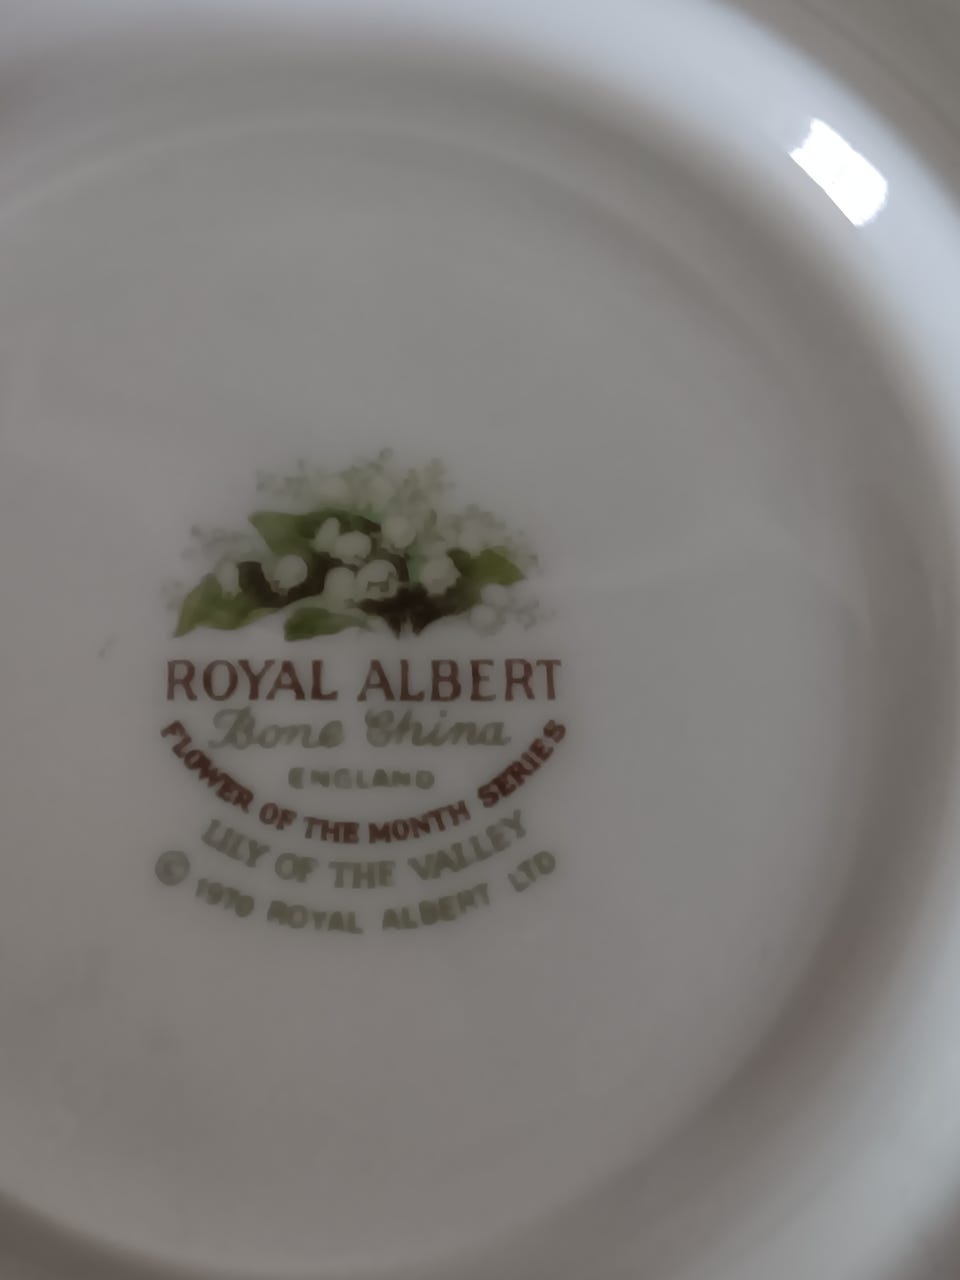 ROYAL ALBERT
Bone China
ENGLAND
FLOWER OF THE MONTH SERIES
LILY OF THE VALLEY
© 1970 ROYAL ALBERT LTD